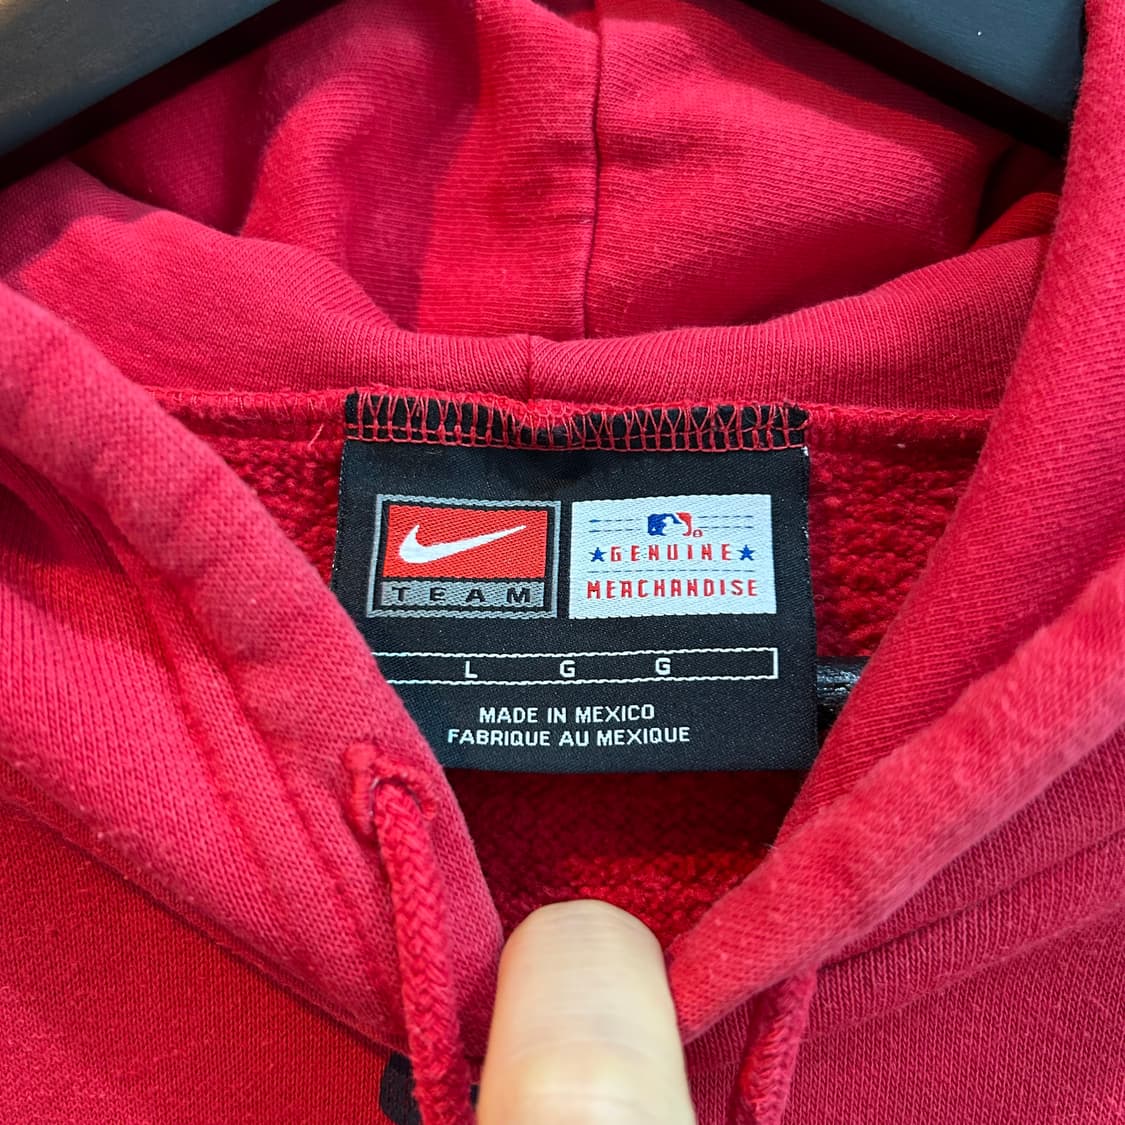 TEAM
GENUINE
MERCHANDISE
L G G
MADE IN MEXICO
FABRIQUE AU MEXIQUE